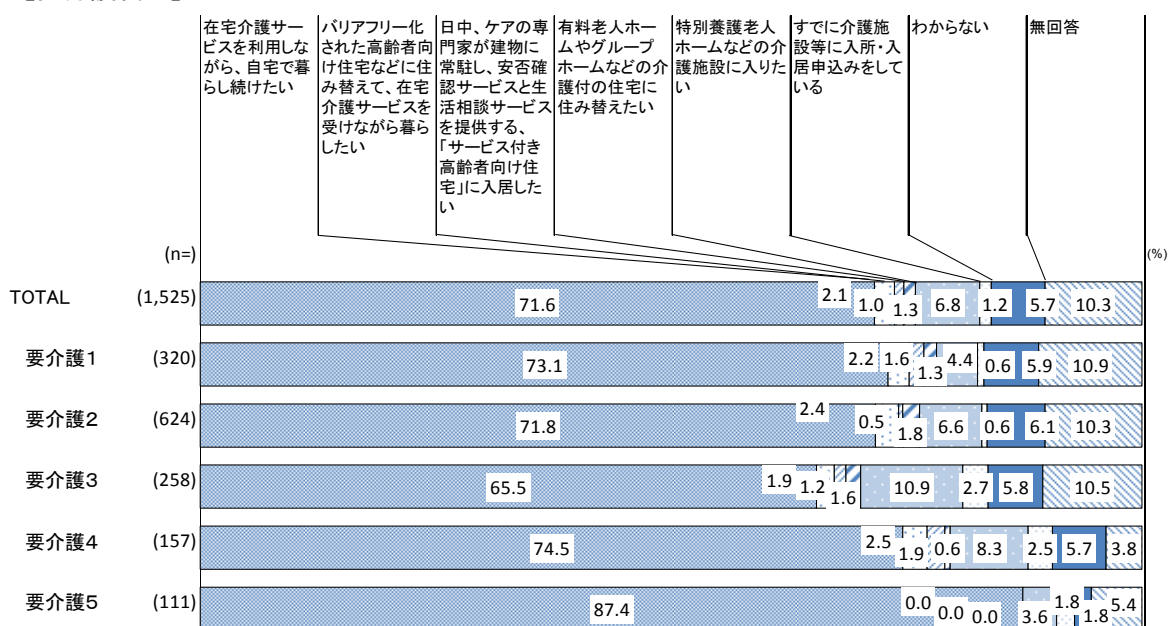 在宅介護サー
ビスを利用しな
がら、自宅で暮
らし続けたい
バリアフリー化
された高齢者向
け住宅などに住
み替えて、在宅
介護サービスを
受けながら暮ら
したい
日中、ケアの専
門家が建物に
常駐し、安否確
認サービスと生
活相談サービス
を提供する、
「サービス付き
高齢者向け住
宅」に入居した
い
有料老人ホー
ムやグループ
ホームなどの介
護付の住宅に
住み替えたい
特別養護老人
ホームなどの介
護施設に入りた
い
すでに介護施
設等に入所・入
居申込みをして
いる
わからない
無回答
(n=)
(%)
TOTAL (1,525) 71.6 2.1 1.0 1.3 6.8 1.2 5.7 10.3
要介護1 (320) 73.1 2.2 1.6 1.3 4.4 0.6 5.9 10.9
要介護2 (624) 71.8 2.4 0.5 1.8 6.6 0.6 6.1 10.3
要介護3 (258) 65.5 1.9 1.2 1.6 10.9 2.7 5.8 10.5
要介護4 (157) 74.5 2.5 1.9 0.6 8.3 2.5 5.7 3.8
要介護5 (111) 87.4 0.0 0.0 0.0 3.6 1.8 1.8 5.4